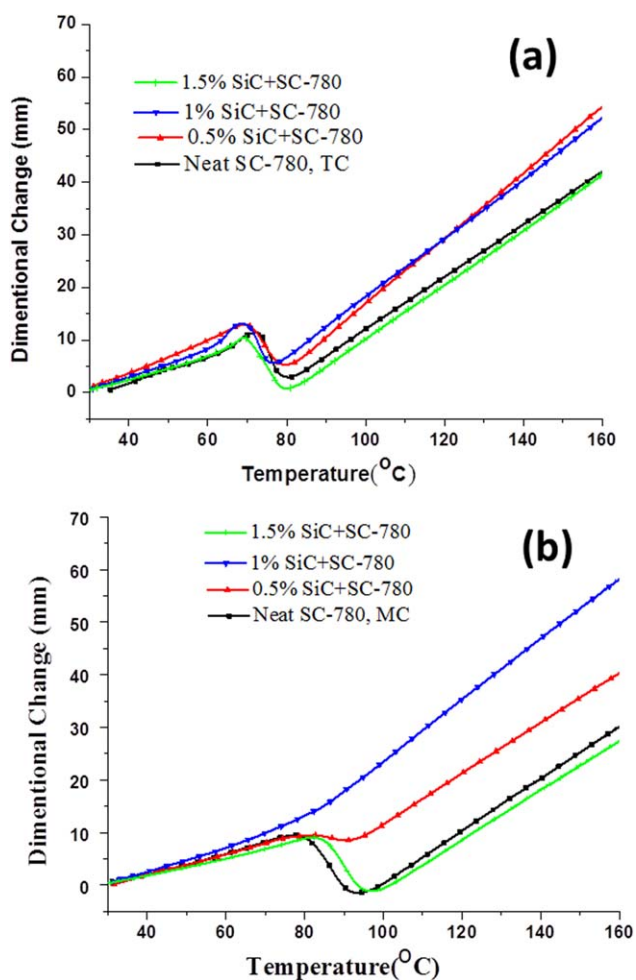 70
60
50
40
30
20
10
0
Dimentional Change (mm)
(a)
1.5% SiC+SC-780
1% SiC+SC-780
0.5% SiC+SC-780
Neat SC-780, TC
40 60 80 100 120 140 160
Temperature(OC)
70
60
50
40
30
20
10
0
Dimentional Change (mm)
(b)
1.5% SiC+SC-780
1% SiC+SC-780
0.5% SiC+SC-780
Neat SC-780, MC
40 60 80 100 120 140 160
Temperature(OC)